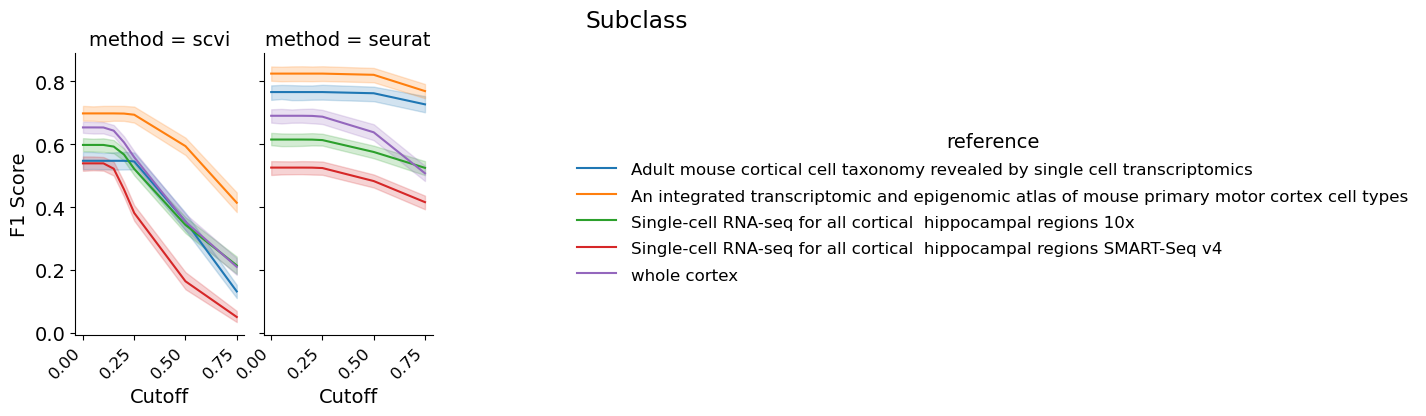 Subclass
method = scvi
method = seurat
F1 Score
0.8
0.6
0.4
0.2
0.0
0.00
0.25
0.50
0.75
0.00
0.25
0.50
0.75
Cutoff
Cutoff
reference
Adult mouse cortical cell taxonomy revealed by single cell transcriptomics
An integrated transcriptomic and epigenomic atlas of mouse primary motor cortex cell types
Single-cell RNA-seq for all cortical  hippocampal regions 10x
Single-cell RNA-seq for all cortical  hippocampal regions SMART-Seq v4
whole cortex